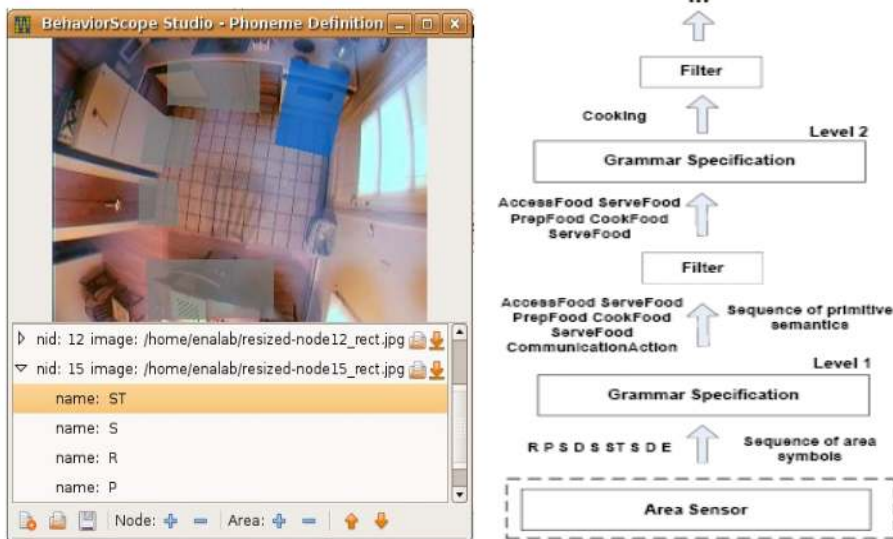 BehaviorScope Studio - Phoneme Definition
nid: 12 image: /home/enalab/resized-node12_rect.jpg
nid: 15 image: /home/enalab/resized-node15_rect.jpg
name: ST
name: S
name: R
name: P
Node:
Area:
...
Filter
Cooking
Level 2
Grammar Specification
AccessFood ServeFood
PrepFood CookFood
ServeFood
Filter
AccessFood ServeFood
PrepFood CookFood
ServeFood
CommunicationAction
Sequence of primitive
semantics
Level 1
Grammar Specification
R P S D S ST S D E
Sequence of area
symbols
Area Sensor